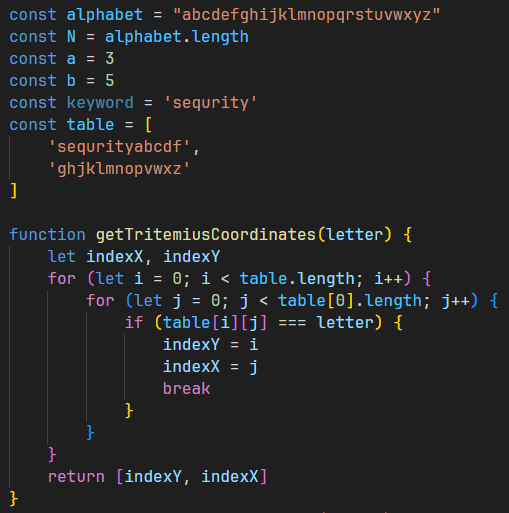 const alphabet = "abcdefghijklmnopqrstuvwxyz"
const N = alphabet.length
const a = 3
const b = 5
const keyword = 'sequrity'
const table = [
    'sequrityabcdf',
    'ghjklmnopvwxz'
]

function getTritemiusCoordinates(letter) {
    let indexX, indexY
    for (let i = 0; i < table.length; i++) {
        for (let j = 0; j < table[0].length; j++) {
            if (table[i][j] === letter) {
                indexY = i
                indexX = j
                break
            }
        }
    }
    return [indexY, indexX]
}